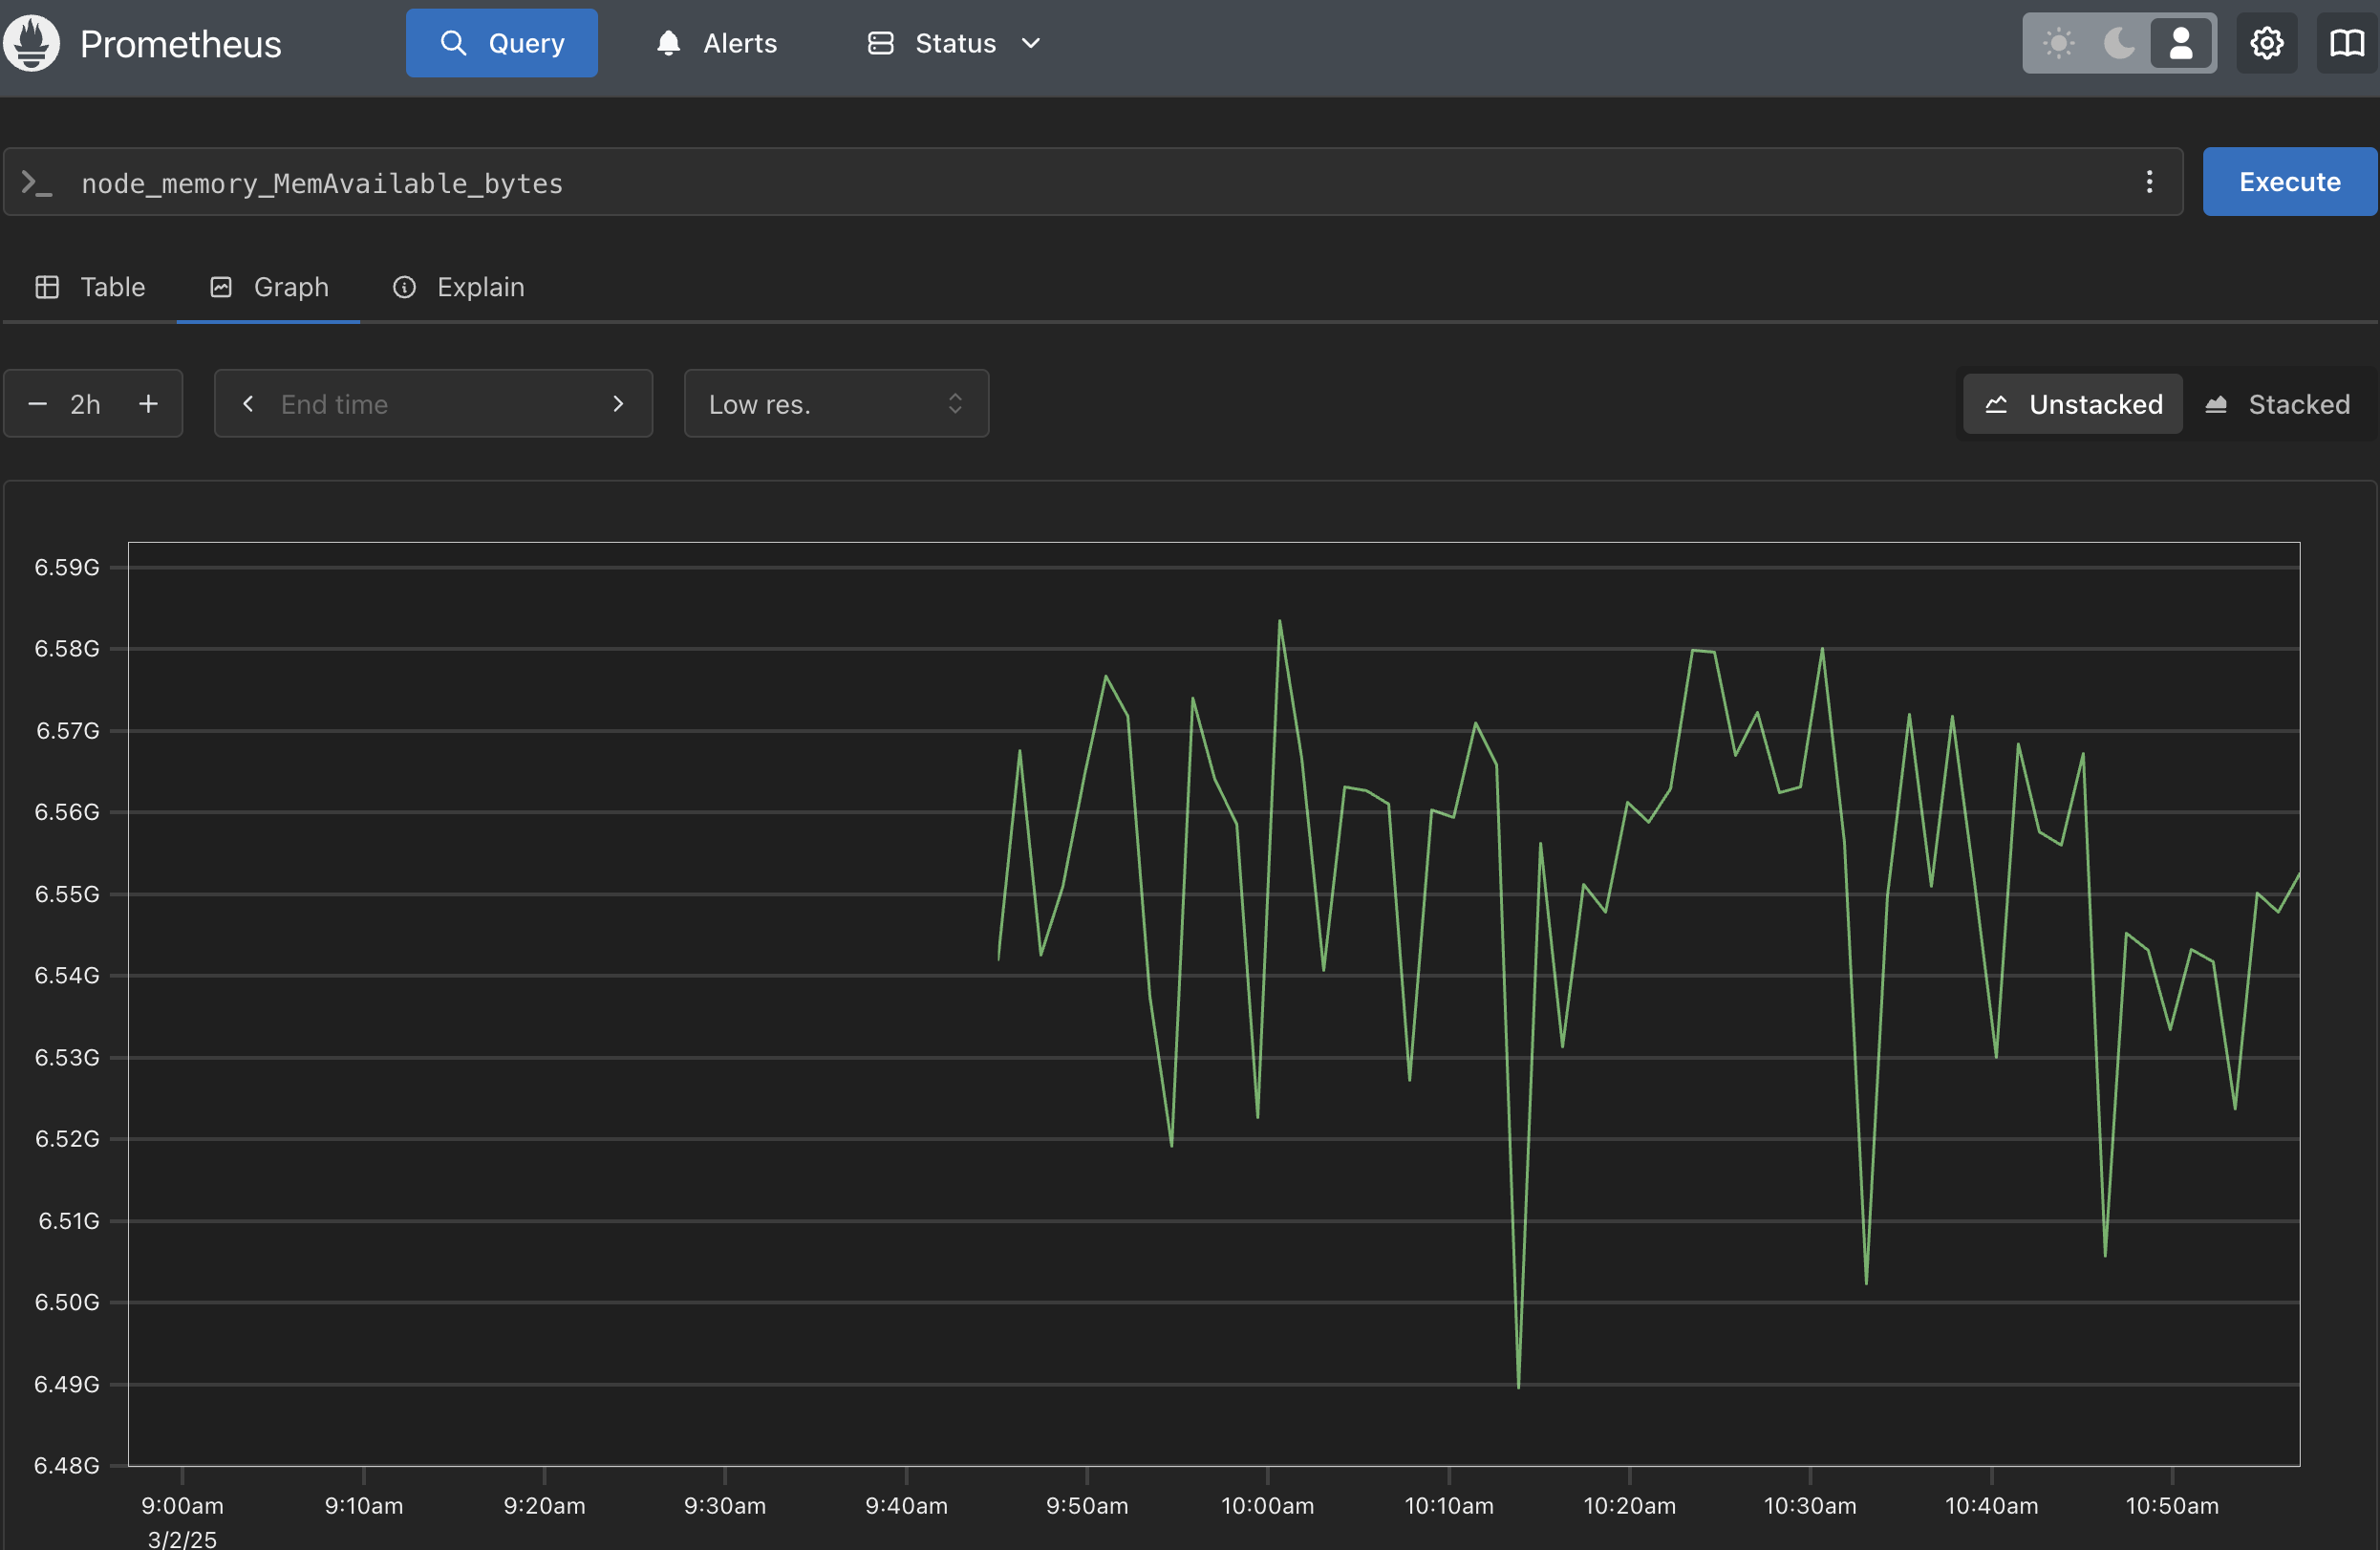 Prometheus Query Alerts Status
node_memory_MemAvailable_bytes Execute
Table Graph Explain
2h End time Low res. Unstacked Stacked
6.59G
6.58G
6.57G
6.56G
6.55G
6.54G
6.53G
6.52G
6.51G
6.50G
6.49G
6.48G
9:00am 9:10am 9:20am 9:30am 9:40am 9:50am 10:00am 10:10am 10:20am 10:30am 10:40am 10:50am
3/2/25